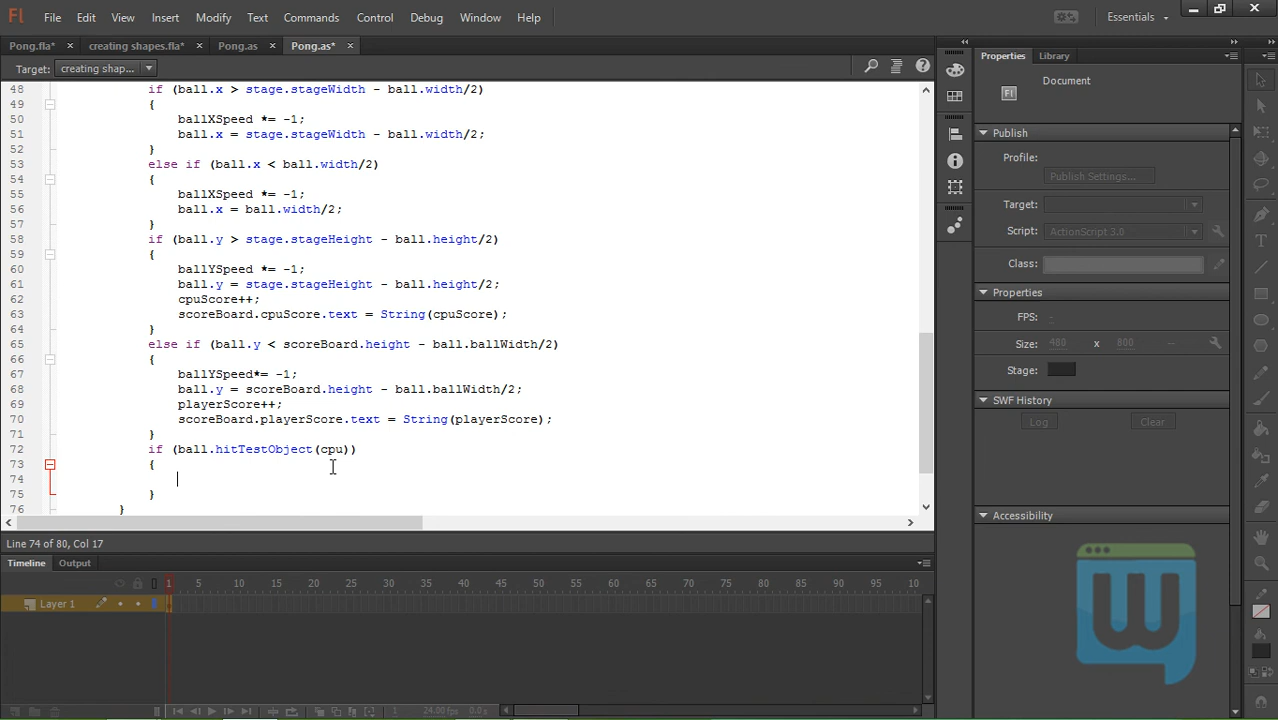 Fl File Edit View Insert Modify Text Commands Control Debug Window Help Essentials
Pong.fla* × creating shapes.fla* × Pong.as × Pong.as* ×
Properties Library
Target: creating shap...
Document
48 if (ball.x > stage.stageWidth - ball.width/2)
49 {
50 ballXSpeed *= -1;
51 ball.x = stage.stageWidth - ball.width/2;
52 }
53 else if (ball.x < ball.width/2)
54 {
55 ballXSpeed *= -1;
56 ball.x = ball.width/2;
57 }
58 if (ball.y > stage.stageHeight - ball.height/2)
59 {
60 ballYSpeed *= -1;
61 ball.y = stage.stageHeight - ball.height/2;
62 cpuScore++;
63 scoreBoard.cpuScore.text = String(cpuScore);
64 }
65 else if (ball.y < scoreBoard.height - ball.ballWidth/2)
66 {
67 ballYSpeed*= -1;
68 ball.y = scoreBoard.height - ball.ballWidth/2;
69 playerScore++;
70 scoreBoard.playerScore.text = String(playerScore);
71 }
72 if (ball.hitTestObject(cpu))
73 {
74
75 }
76 }
Fl
Publish
Profile:
Publish Settings...
Target:
Script: ActionScript 3.0
Class:
Properties
FPS: -
Size: 480 x 800 --
Stage:
SWF History
Log Clear
Accessibility
Line 74 of 80, Col 17
Timeline Output
1 5 10 15 20 25 30 35 40 45 50 55 60 65 70 75 80 85 90 95 10
Layer 1
1 24.00 fps 0.0 s